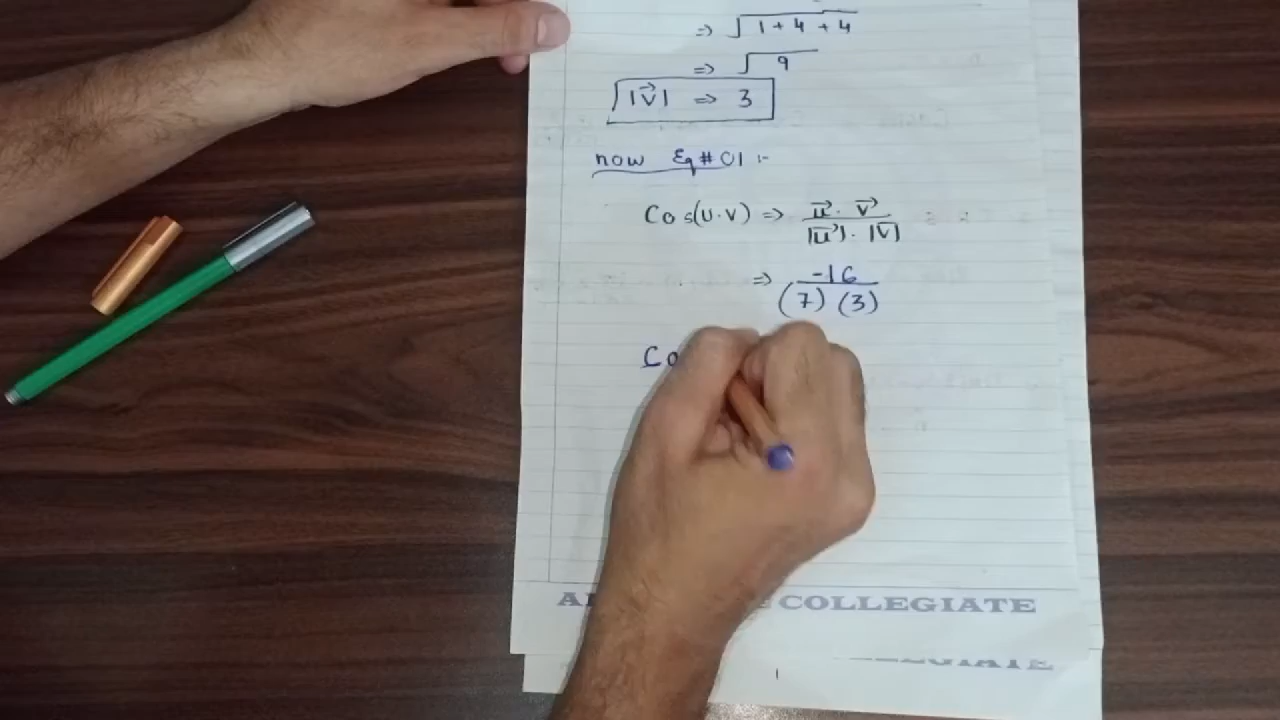 => √1 + 4 + 4
=> √9
|V⃗| => 3
now Eq # 01 :-
Cos(U·V) => u⃗ · v⃗ / |u⃗| · |V⃗|
=> -16 / (7) (3)
Co
COLLEGIATE